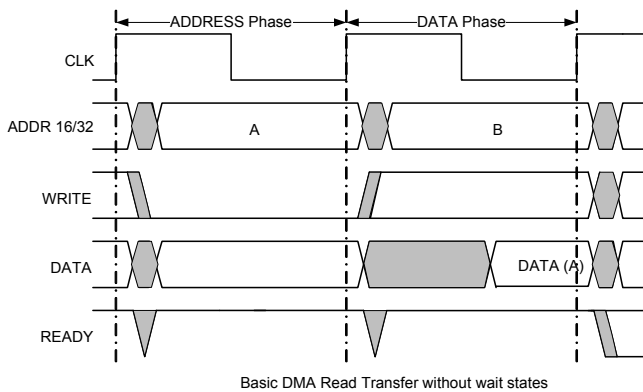 ADDRESS Phase DATA Phase
CLK
ADDR 16/32 A B
WRITE
DATA DATA (A)
READY
Basic DMA Read Transfer without wait states